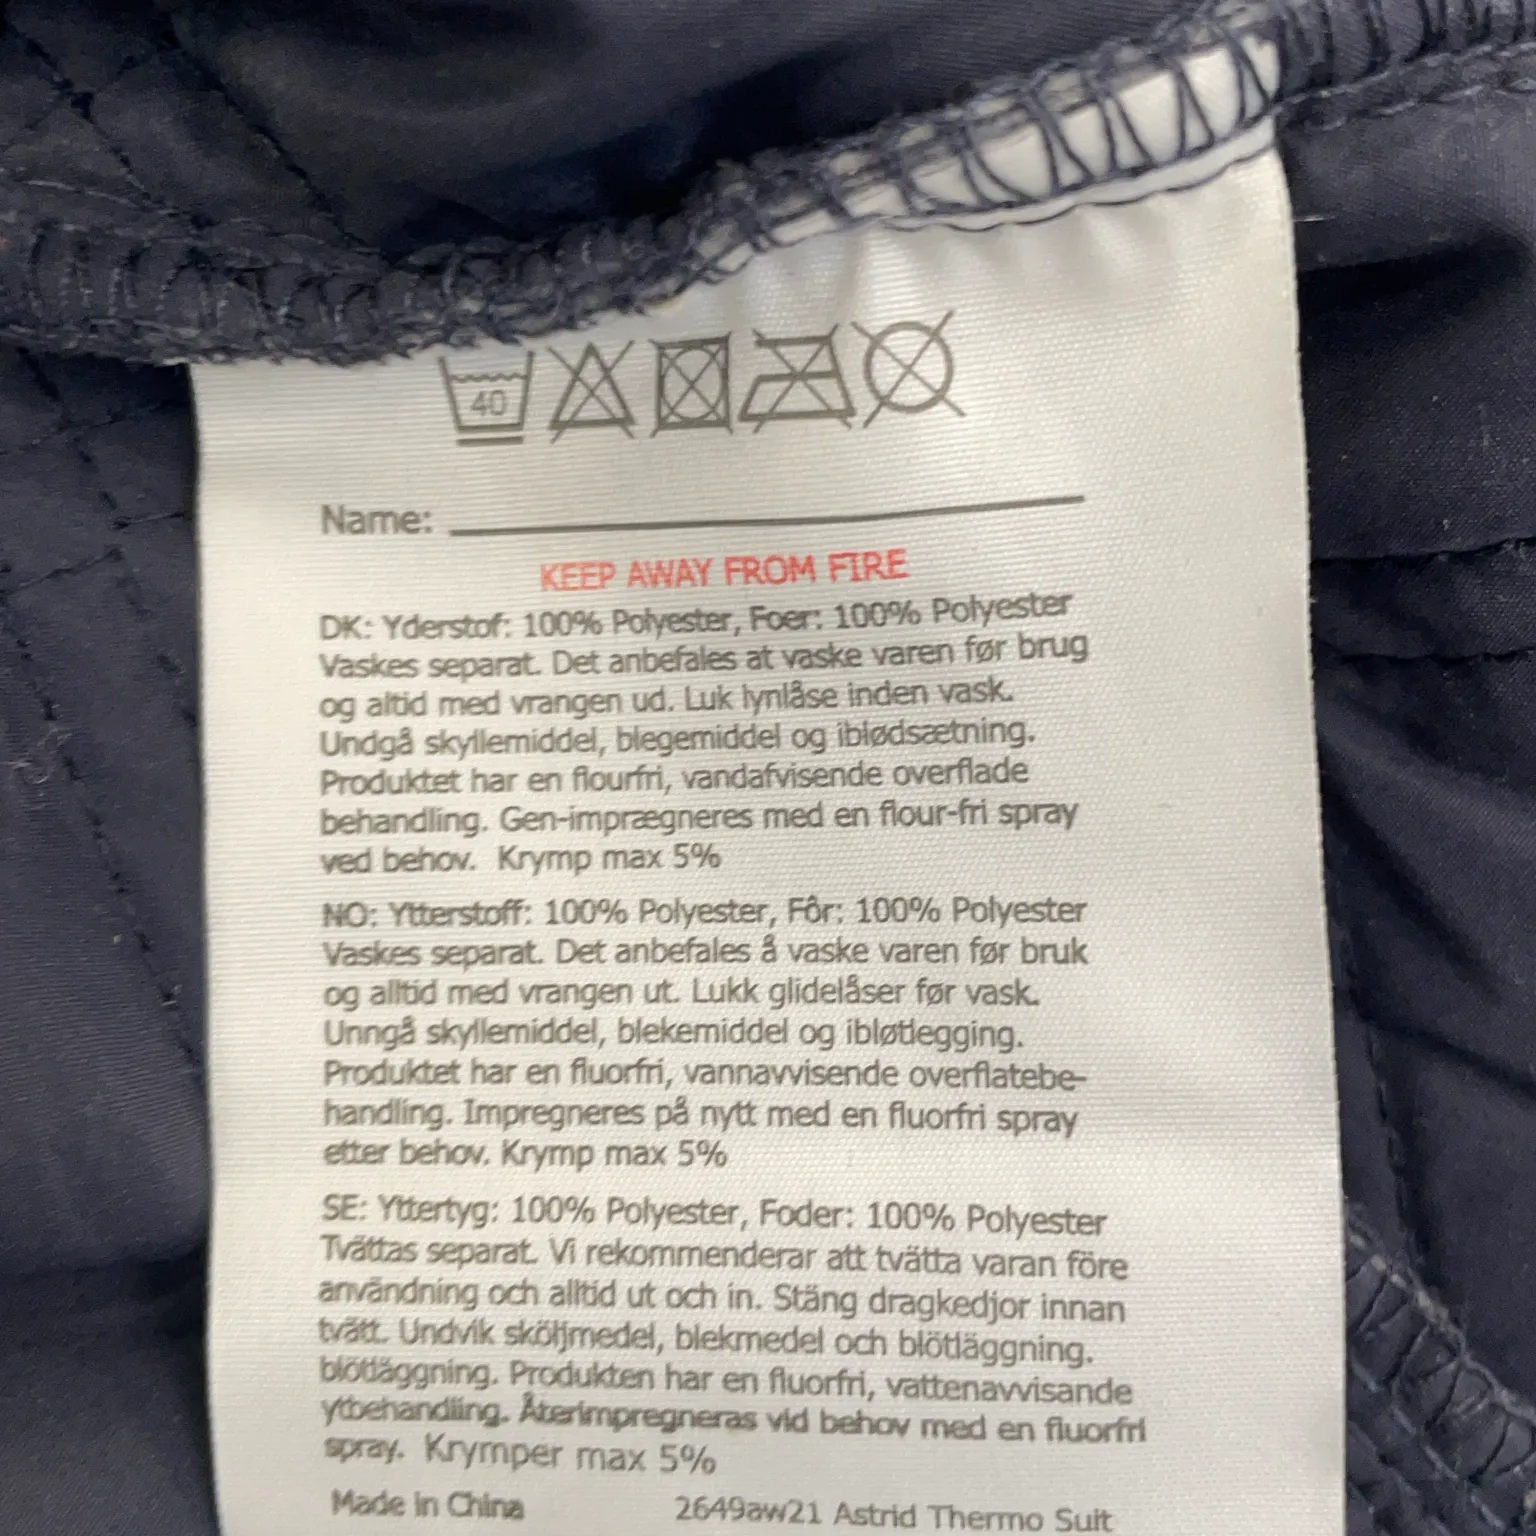 40
Name:
KEEP AWAY FROM FIRE
DK: Yderstof: 100% Polyester, Foer: 100% Polyester
Vaskes separat. Det anbefales at vaske varen før brug
og altid med vrangen ud. Luk lynlåse inden vask.
Undgå skyllemiddel, blegemiddel og iblødsætning.
Produktet har en flourfri, vandafvisende overflade
behandling. Gen-imprægneres med en flour-fri spray
ved behov. Krymp max 5%
NO: Ytterstoff: 100% Polyester, Fôr: 100% Polyester
Vaskes separat. Det anbefales å vaske varen før bruk
og alltid med vrangen ut. Lukk glidelåser før vask.
Unngå skyllemiddel, blekemiddel og ibløtlegging.
Produktet har en fluorfri, vannavvisende overflatebe-
handling. Impregneres på nytt med en fluorfri spray
etter behov. Krymp max 5%
SE: Yttertyg: 100% Polyester, Foder: 100% Polyester
Tvättas separat. Vi rekommenderar att tvätta varan före
användning och alltid ut och in. Stäng dragkedjor innan
tvätt. Undvik sköljmedel, blekmedel och blötläggning.
blötläggning. Produkten har en fluorfri, vattenavvisande
ytbehandling. Återimpregneras vid behov med en fluorfri
spray. Krymper max 5%
Made in China 2649aw21 Astrid Thermo Suit